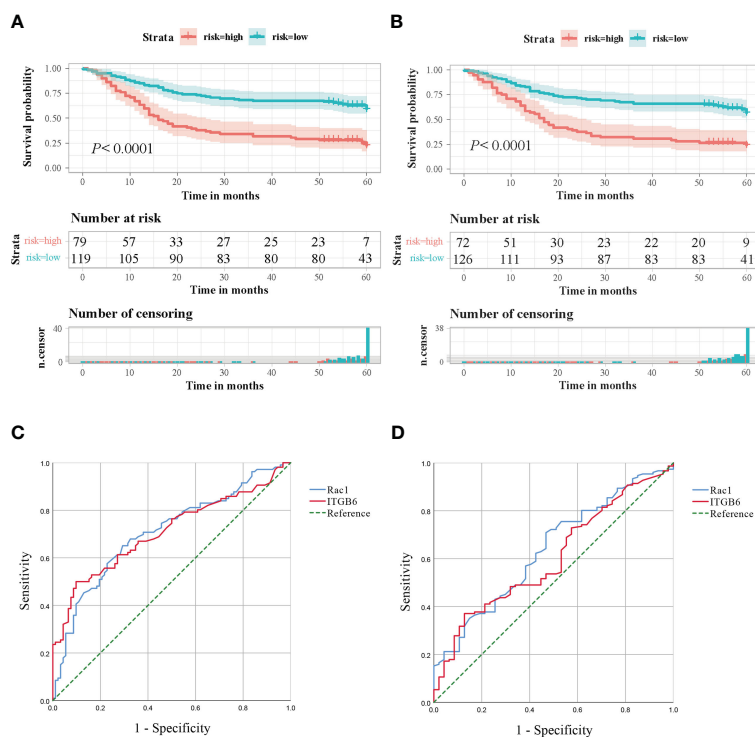 A
Strata risk=high risk=low
Survival probability
1.00
0.75
0.50
0.25
0.00
P< 0.0001
0 10 20 30 40 50 60
Time in months
Number at risk
Strata
risk=high 79 57 33 27 25 23 7
risk=low 119 105 90 83 80 80 43
0 10 20 30 40 50 60
Time in months
Number of censoring
n.censor
40
0
0 10 20 30 40 50 60
Time in months
B
Strata risk=high risk=low
Survival probability
1.00
0.75
0.50
0.25
0.00
P< 0.0001
0 10 20 30 40 50 60
Time in months
Number at risk
Strata
risk=high 72 51 30 23 22 20 9
risk=low 126 111 93 87 83 83 41
0 10 20 30 40 50 60
Time in months
Number of censoring
n.censor
38
0
0 10 20 30 40 50 60
Time in months
C
Sensitivity
1.0
0.8
0.6
0.4
0.2
0.0
0.0 0.2 0.4 0.6 0.8 1.0
1 - Specificity
Rac1
ITGB6
Reference
D
Sensitivity
1.0
0.8
0.6
0.4
0.2
0.0
0.0 0.2 0.4 0.6 0.8 1.0
1 - Specificity
Rac1
ITGB6
Reference